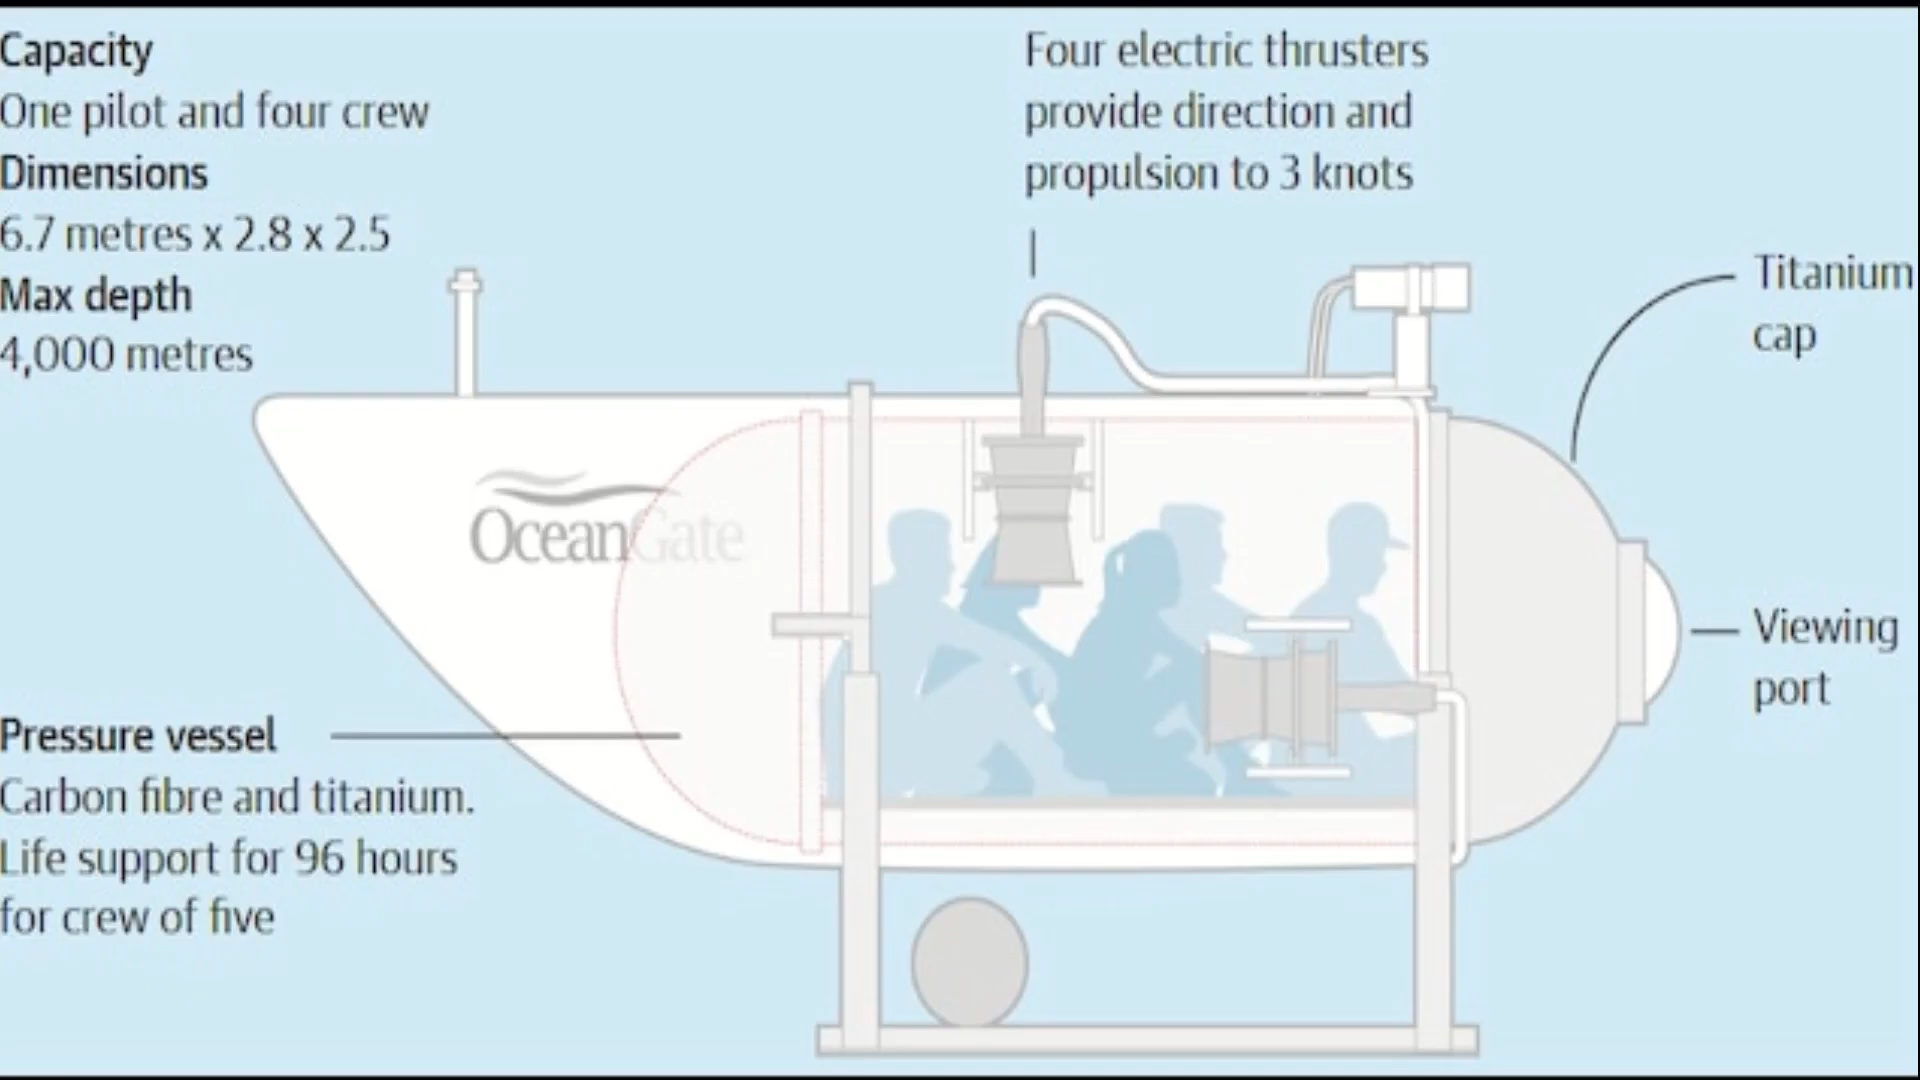 Capacity
One pilot and four crew
Dimensions
6.7 metres x 2.8 x 2.5
Max depth
4,000 metres
Four electric thrusters
provide direction and
propulsion to 3 knots
Titanium
cap
OceanGate
Viewing
port
Pressure vessel
Carbon fibre and titanium.
Life support for 96 hours
for crew of five